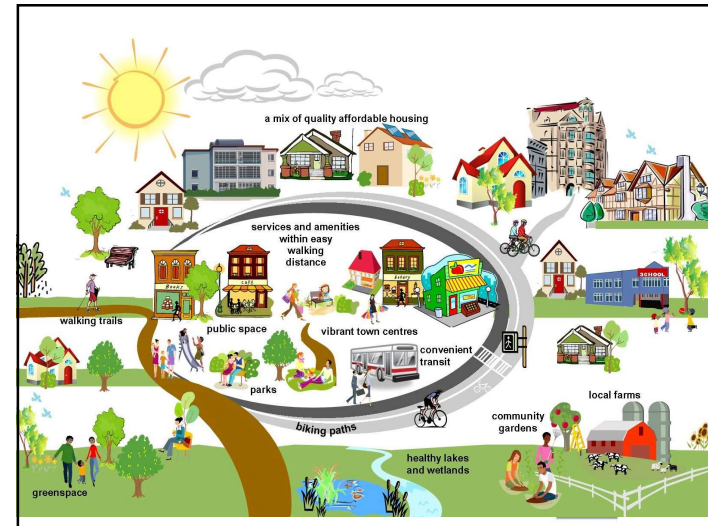 a mix of quality affordable housing
services and amenities
within easy
walking
distance
Books
café
Bakery
SCHOOL
walking trails
public space
vibrant town centres
convenient
transit
parks
local farms
community
gardens
biking paths
healthy lakes
and wetlands
greenspace